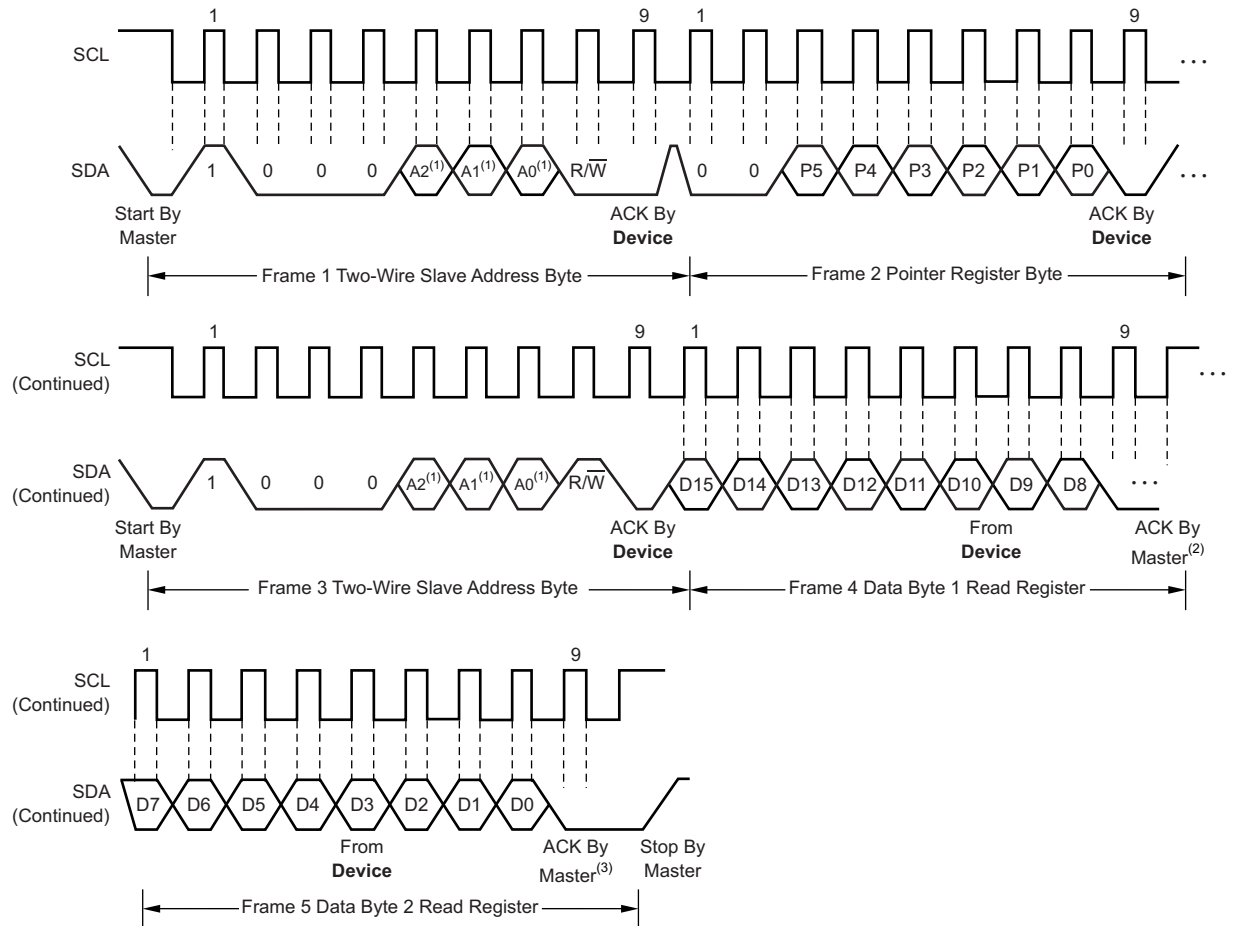 1 9 1 9
SCL ...
SDA 1 0 0 0 A2(1) A1(1) A0(1) R/W̅ 0 0 P5 P4 P3 P2 P1 P0 ...
Start By Master ACK By Device ACK By Device
Frame 1 Two-Wire Slave Address Byte Frame 2 Pointer Register Byte
1 9 1 9
SCL (Continued) ...
SDA (Continued) 1 0 0 0 A2(1) A1(1) A0(1) R/W̅ D15 D14 D13 D12 D11 D10 D9 D8 ...
Start By Master ACK By Device From Device ACK By Master(2)
Frame 3 Two-Wire Slave Address Byte Frame 4 Data Byte 1 Read Register
1 9
SCL (Continued)
SDA (Continued) D7 D6 D5 D4 D3 D2 D1 D0
From Device ACK By Master(3) Stop By Master
Frame 5 Data Byte 2 Read Register